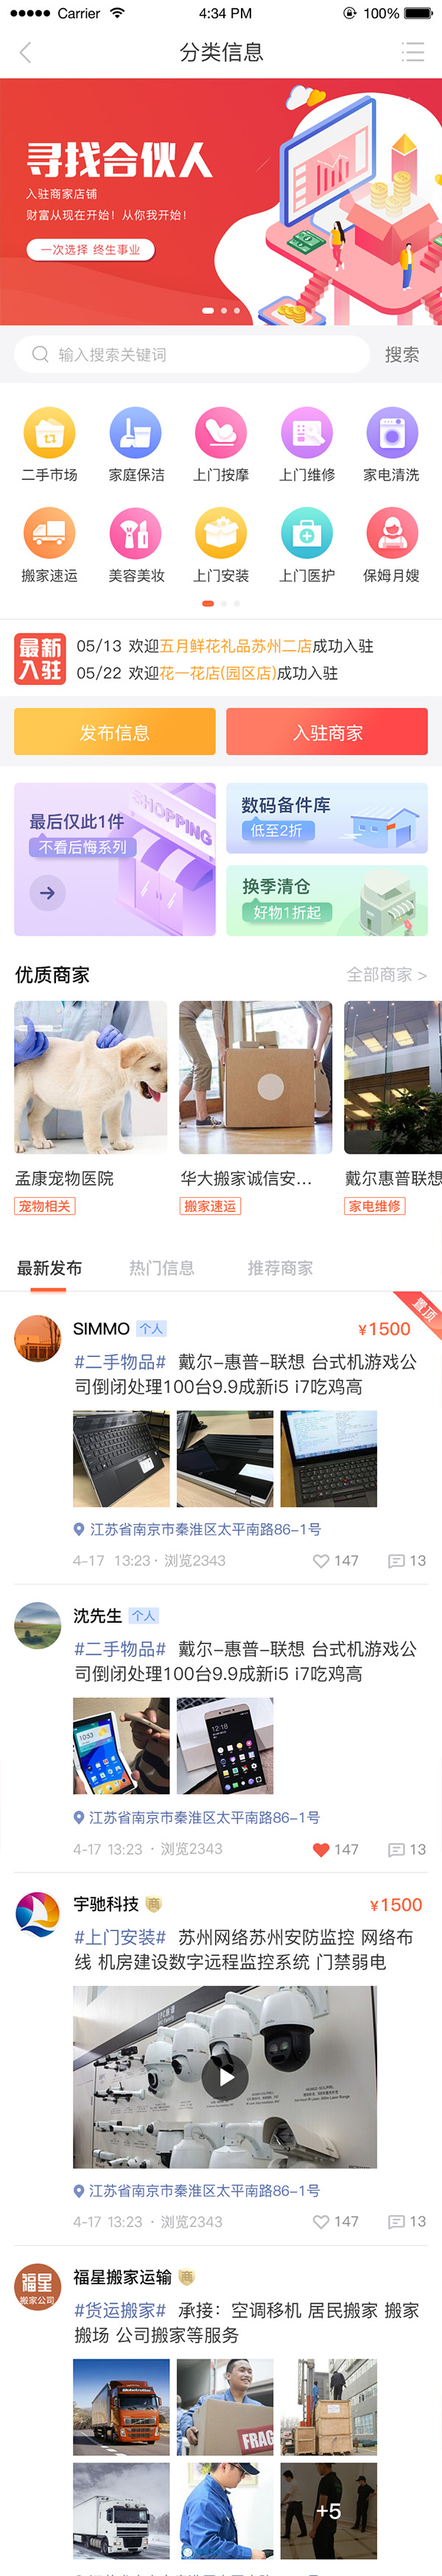 Carrier 4:34 PM 100%
分类信息
寻找合伙人
入驻商家店铺
财富从现在开始！从你我开始！
一次选择 终生事业
输入搜索关键词 搜索
二手市场 家庭保洁 上门按摩 上门维修 家电清洗
搬家速运 美容美妆 上门安装 上门医护 保姆月嫂
最新入驻
05/13 欢迎五月鲜花礼品苏州二店成功入驻
05/22 欢迎花一花店(园区店)成功入驻
发布信息 入驻商家
SHOPPING
最后仅此1件
不看后悔系列
数码备件库
低至2折
换季清仓
好物1折起
优质商家 全部商家 >
孟康宠物医院 华大搬家诚信安... 戴尔惠普联想
宠物相关 搬家速运 家电维修
最新发布 热门信息 推荐商家
置顶
SIMMO 个人 ¥1500
#二手物品# 戴尔-惠普-联想 台式机游戏公
司倒闭处理100台9.9成新i5 i7吃鸡高
江苏省南京市秦淮区太平南路86-1号
4-17 13:23 · 浏览2343 147 13
沈先生 个人
#二手物品# 戴尔-惠普-联想 台式机游戏公
司倒闭处理100台9.9成新i5 i7吃鸡高
12:18
江苏省南京市秦淮区太平南路86-1号
4-17 13:23 · 浏览2343 147 13
宇驰科技 商 ¥1500
#上门安装# 苏州网络苏州安防监控 网络布
线 机房建设数字远程监控系统 门禁弱电
江苏省南京市秦淮区太平南路86-1号
4-17 13:23 · 浏览2343 147 13
福星
搬家公司
福星搬家运输 商
#货运搬家# 承接：空调移机 居民搬家 搬家
搬场 公司搬家等服务
FRAG
+5